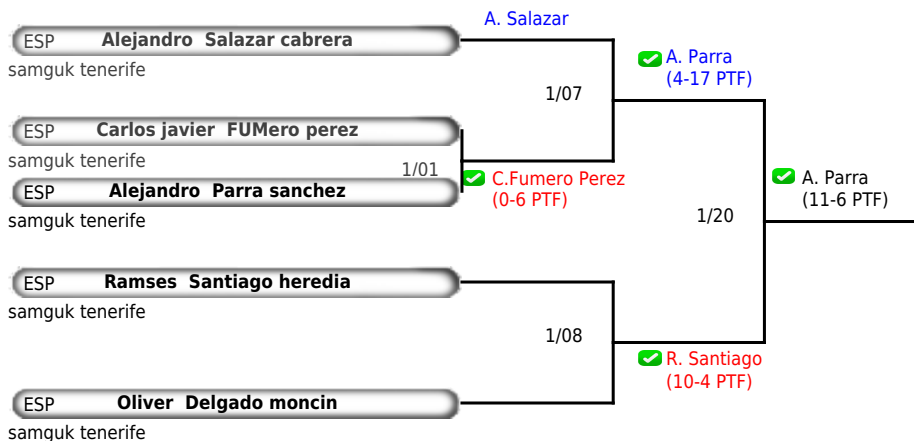 A. Salazar
ESP Alejandro Salazar cabrera
samguk tenerife
A. Parra
(4-17 PTF)
1/07
ESP Carlos javier FUMero perez
samguk tenerife
1/01
C.Fumero Perez
(0-6 PTF)
A. Parra
(11-6 PTF)
ESP Alejandro Parra sanchez
samguk tenerife
1/20
ESP Ramses Santiago heredia
samguk tenerife
1/08
R. Santiago
(10-4 PTF)
ESP Oliver Delgado moncin
samguk tenerife